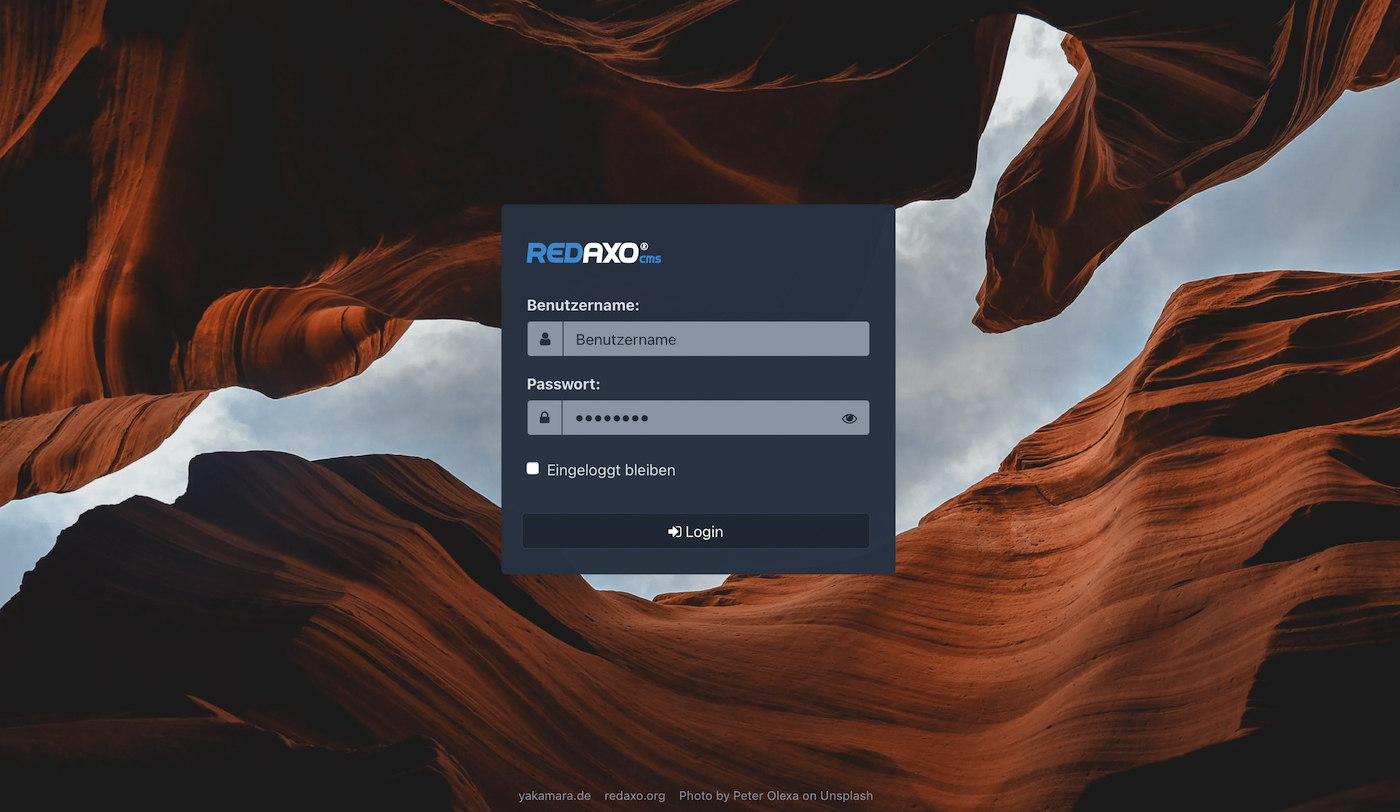 REDAXO® cms
Benutzername:
Benutzername
Passwort:
••••••••
Eingeloggt bleiben
Login
yakamara.de redaxo.org Photo by Peter Olexa on Unsplash